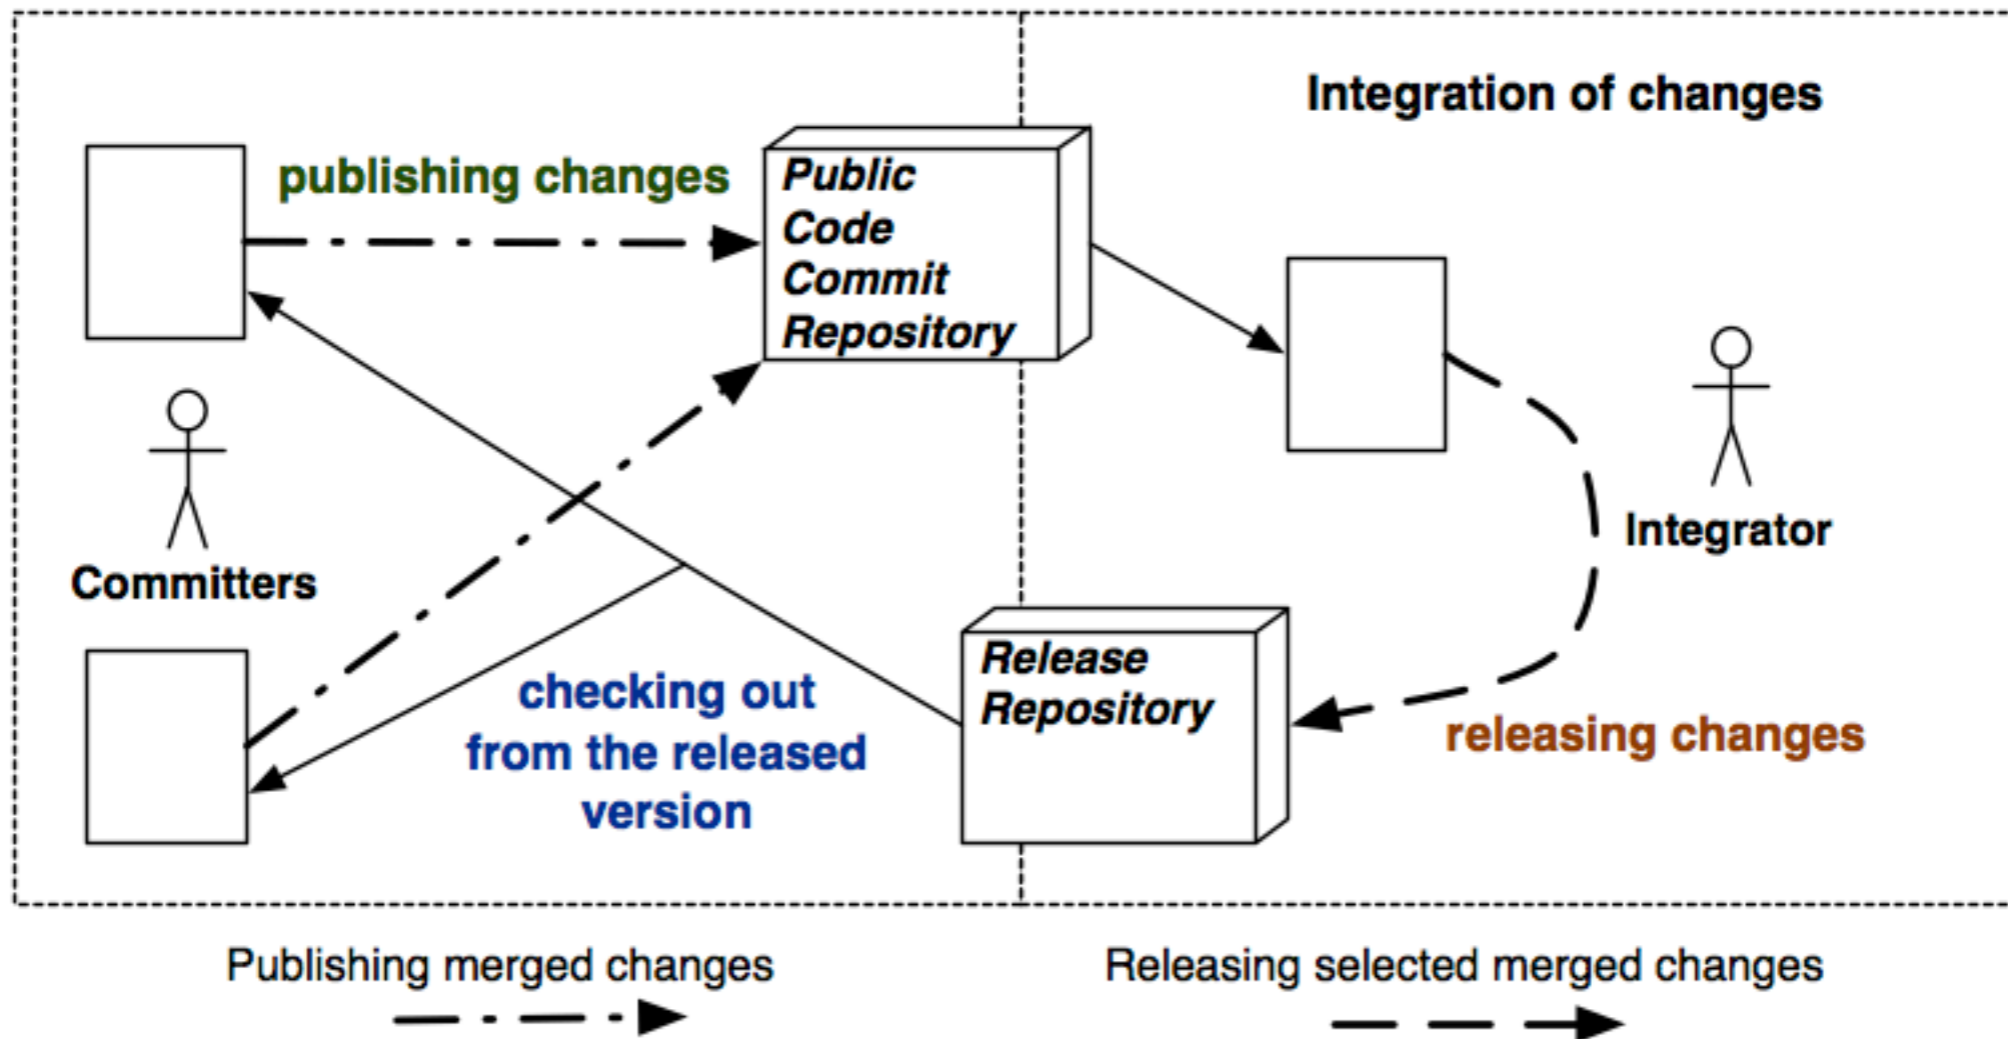 Integration of changes
publishing changes
Public
Code
Commit
Repository
Integrator
Committers
Release
Repository
checking out
from the released
version
releasing changes
Publishing merged changes
Releasing selected merged changes